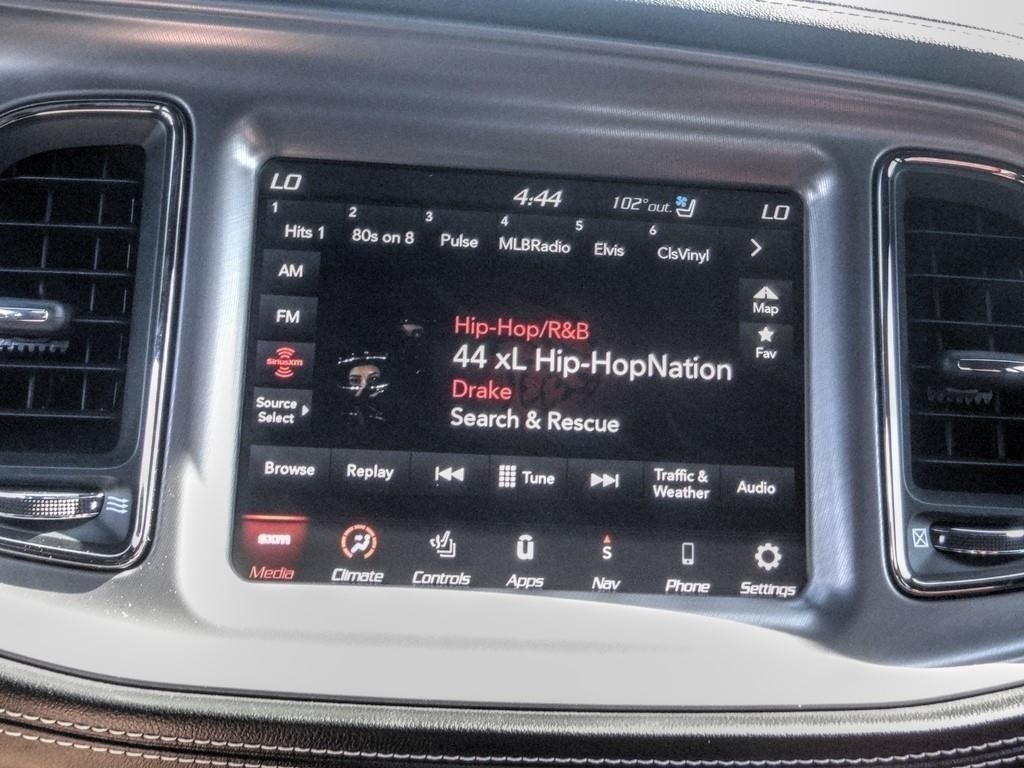 LO 4:44 102° out. LO
1 2 3 4 5 6
Hits 1 80s on 8 Pulse MLBRadio Elvis ClsVinyl
AM
FM
SiriusXM
Source
Select
Map
Fav
Hip-Hop/R&B
44 xL Hip-HopNation
Drake
Search & Rescue
Browse Replay Tune Traffic & Weather Audio
sxm S
Media Climate Controls Apps Nav Phone Settings